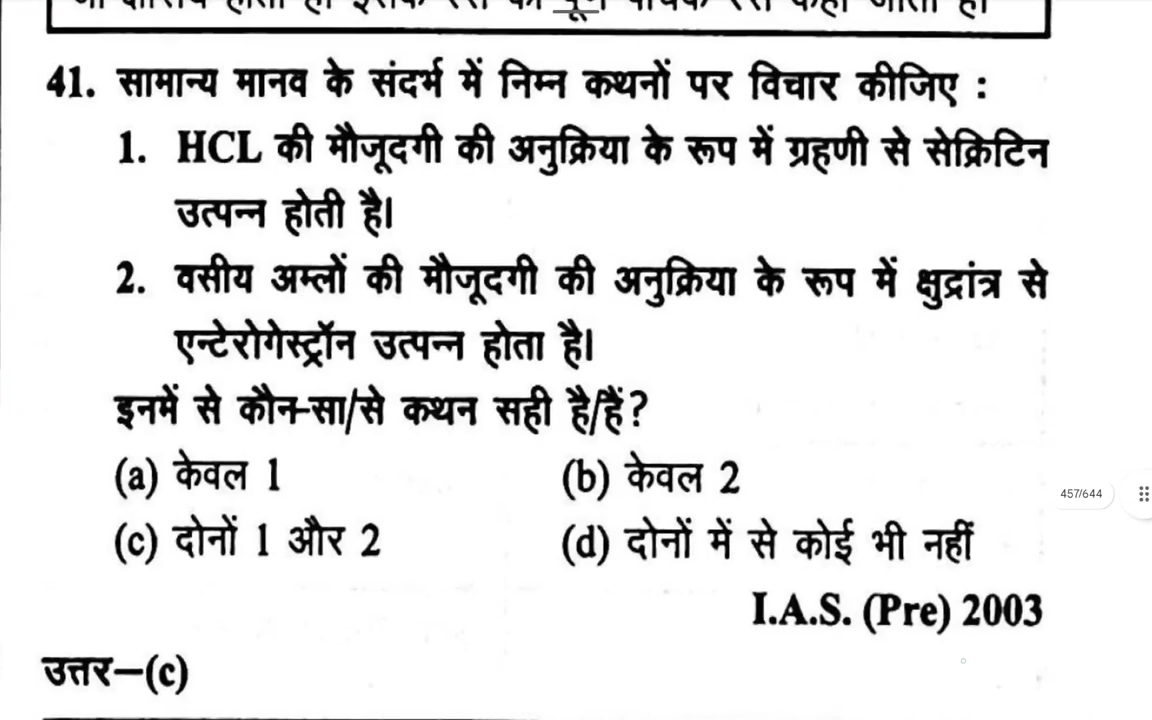 41. सामान्य मानव के संदर्भ में निम्न कथनों पर विचार कीजिए :
1. HCL की मौजूदगी की अनुक्रिया के रूप में ग्रहणी से सेक्रिटिन
उत्पन्न होती है।
2. वसीय अम्लों की मौजूदगी की अनुक्रिया के रूप में क्षुद्रांत्र से
एन्टेरोगेस्ट्रॉन उत्पन्न होता है।
इनमें से कौन-सा/से कथन सही है/हैं?
(a) केवल 1 (b) केवल 2
457/644
(c) दोनों 1 और 2 (d) दोनों में से कोई भी नहीं
I.A.S. (Pre) 2003
उत्तर–(c)